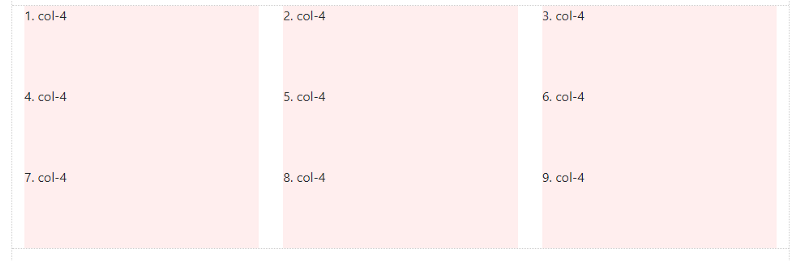 1. col-4 2. col-4 3. col-4
4. col-4 5. col-4 6. col-4
7. col-4 8. col-4 9. col-4